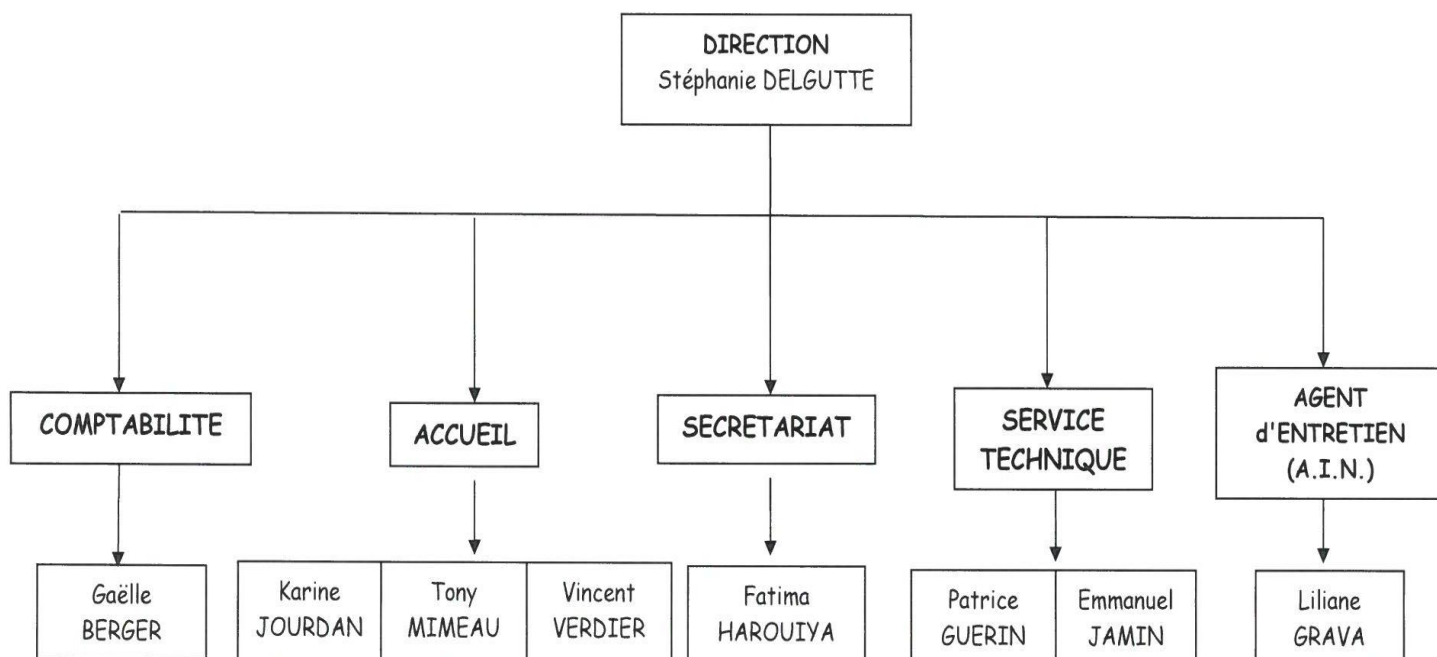 DIRECTION
Stéphanie DELGUTTE
COMPTABILITE
ACCUEIL
SECRETARIAT
SERVICE
TECHNIQUE
AGENT
d'ENTRETIEN
(A.I.N.)
Gaëlle
BERGER
Karine
JOURDAN
Tony
MIMEAU
Vincent
VERDIER
Fatima
HAROUIYA
Patrice
GUERIN
Emmanuel
JAMIN
Liliane
GRAVA